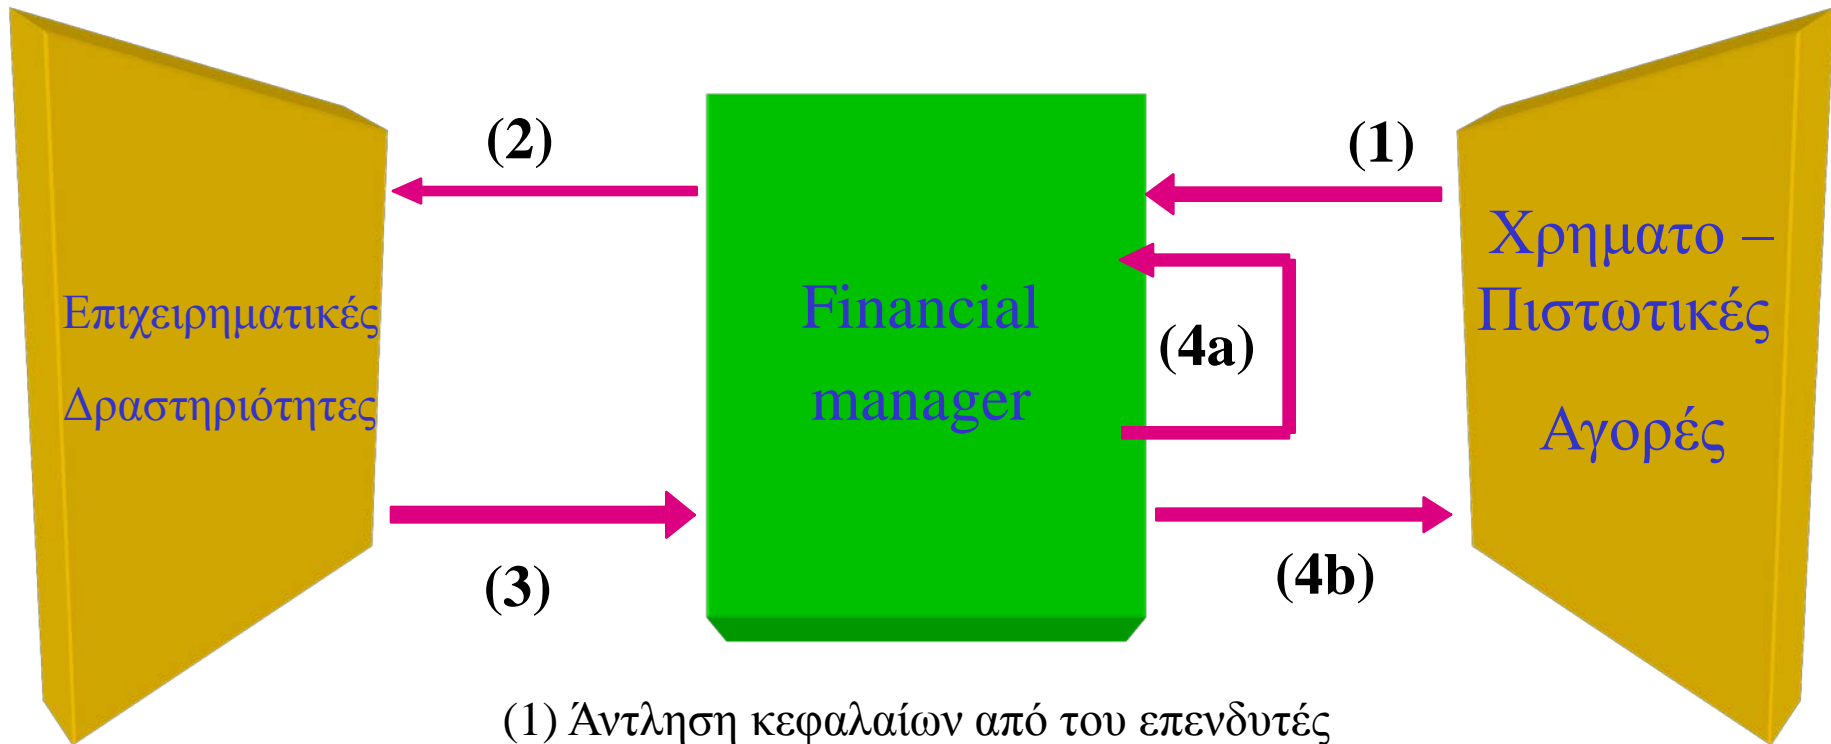 (2)
(1)
Επιχειρηματικές
Δραστηριότητες
Financial
manager
(4a)
Χρηματο –
Πιστωτικές
Αγορές
(3)
(4b)
(1) Άντληση κεφαλαίων από του επενδυτές